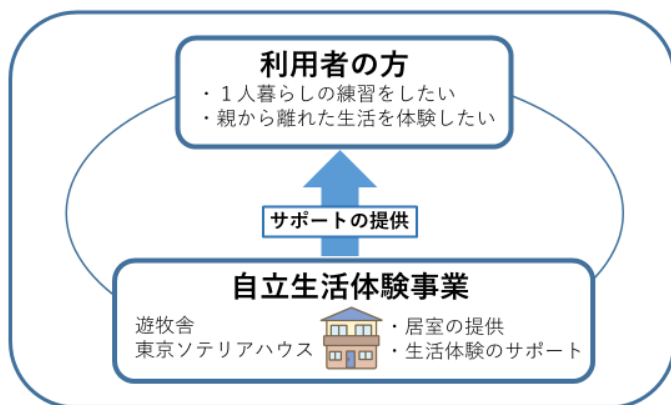 利用者の方
・１人暮らしの練習をしたい
・親から離れた生活を体験したい
サポートの提供
自立生活体験事業
遊牧舎
東京ソテリアハウス
・居室の提供
・生活体験のサポート